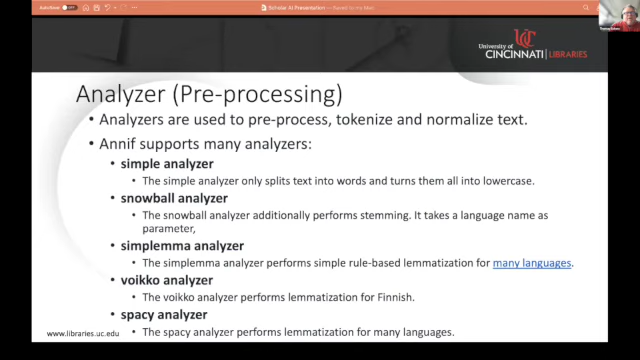 AutoSave OFF
Scholar AI Presentation — Saved to my Mac
University of
CINCINNATI | LIBRARIES
Analyzer (Pre-processing)
• Analyzers are used to pre-process, tokenize and normalize text.
• Annif supports many analyzers:
• simple analyzer
• The simple analyzer only splits text into words and turns them all into lowercase.
• snowball analyzer
• The snowball analyzer additionally performs stemming. It takes a language name as
parameter,
• simplemma analyzer
• The simplemma analyzer performs simple rule-based lemmatization for many languages.
• voikko analyzer
• The voikko analyzer performs lemmatization for Finnish.
• spacy analyzer
• The spacy analyzer performs lemmatization for many languages.
www.libraries.uc.edu